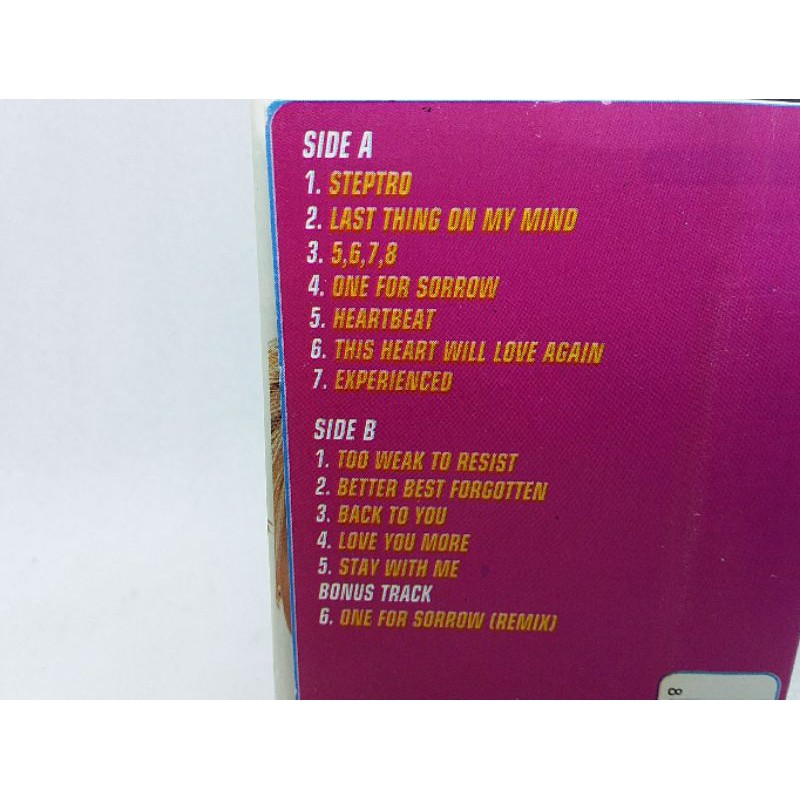 SIDE A
1. STEPTRO
2. LAST THING ON MY MIND
3. 5,6,7,8
4. ONE FOR SORROW
5. HEARTBEAT
6. THIS HEART WILL LOVE AGAIN
7. EXPERIENCED
SIDE B
1. TOO WEAK TO RESIST
2. BETTER BEST FORGOTTEN
3. BACK TO YOU
4. LOVE YOU MORE
5. STAY WITH ME
BONUS TRACK
6. ONE FOR SORROW (REMIX)
8